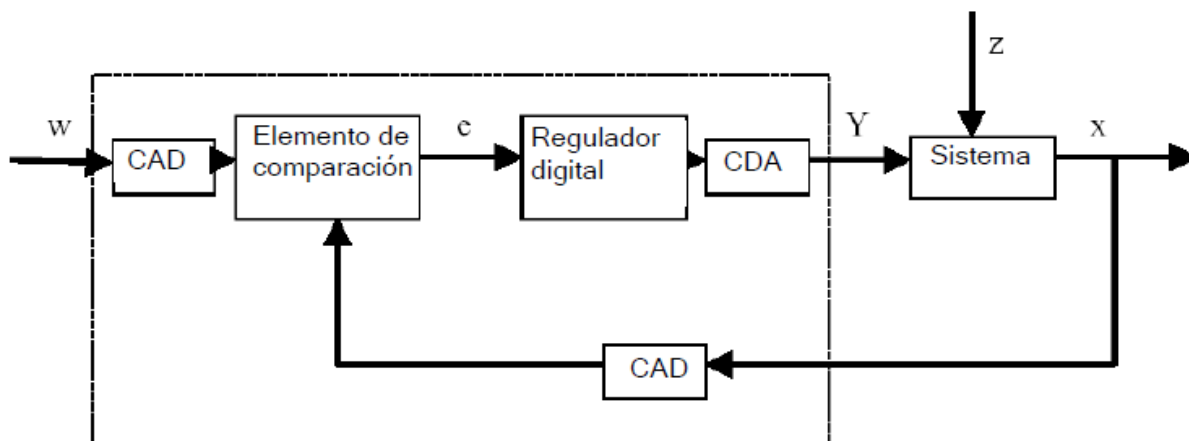 z
w
CAD
Elemento de
comparación
e
Regulador
digital
CDA
Y
Sistema
x
CAD